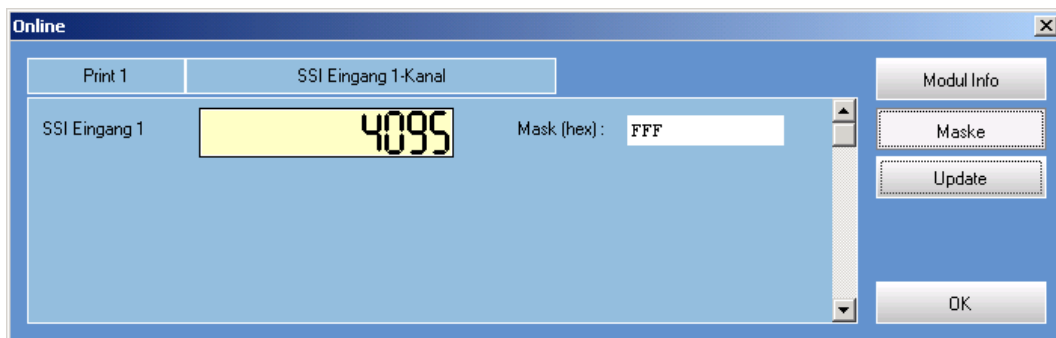 Online
Print 1 SSI Eingang 1-Kanal
Modul Info
SSI Eingang 1 4095 Mask (hex) : FFF
Maske
Update
OK